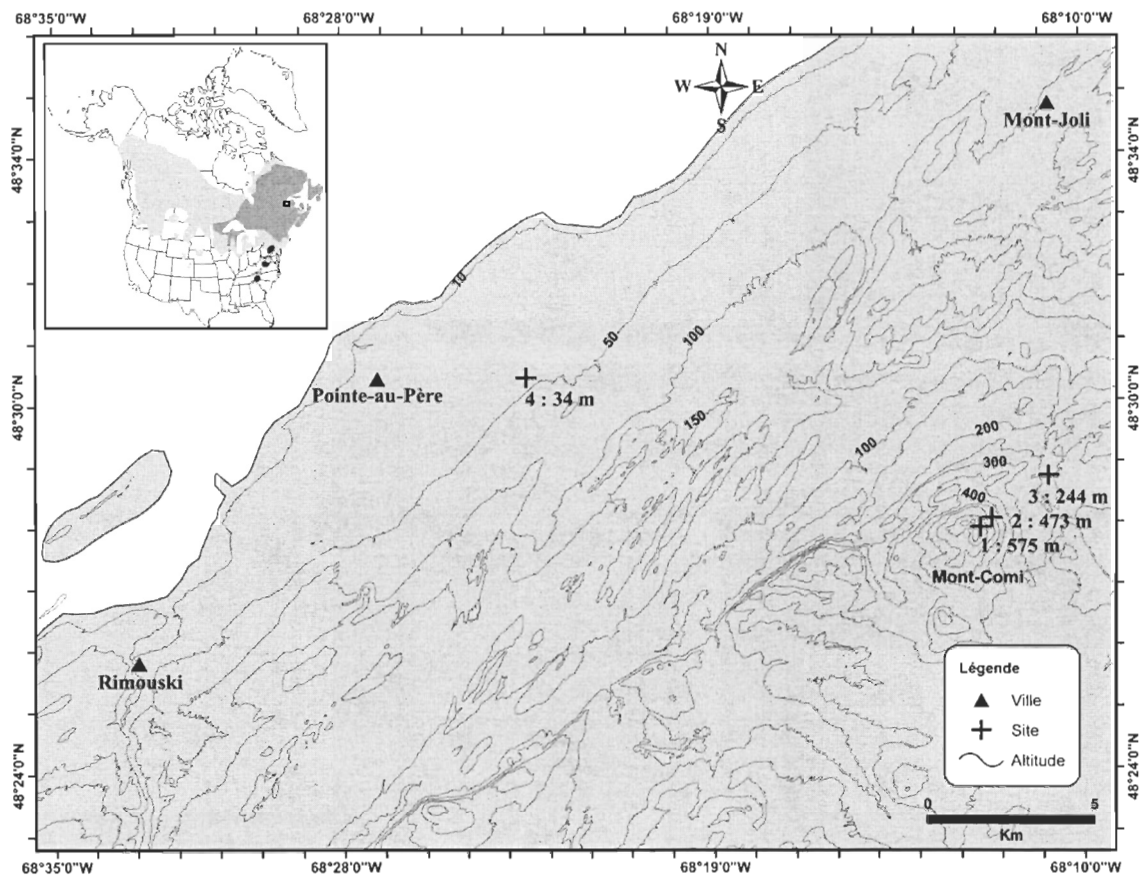 68°35'0"W 68°28'0"W 68°19'0"W 68°10'0"W
N
W E
S
Mont-Joli
48°34'0"N 48°34'0"N
10
50
100
Pointe-au-Père
4 : 34 m
48°30'0"N 48°30'0"N
150
100
200
300
400
3 : 244 m
2 : 473 m
1 : 575 m
Mont-Comi
Rimouski
Légende
Ville
Site
Altitude
48°24'0"N 48°24'0"N
0 5
Km
68°35'0"W 68°28'0"W 68°19'0"W 68°10'0"W